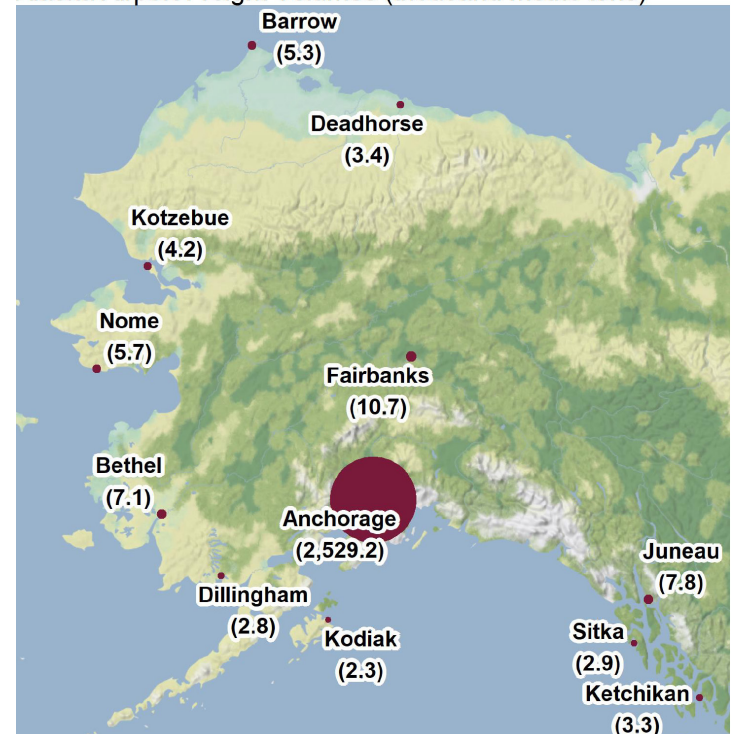 Barrow
(5.3)
Deadhorse
(3.4)
Kotzebue
(4.2)
Nome
(5.7)
Fairbanks
(10.7)
Bethel
(7.1)
Anchorage
(2,529.2)
Juneau
(7.8)
Dillingham
(2.8)
Kodiak
(2.3)
Sitka
(2.9)
Ketchikan
(3.3)